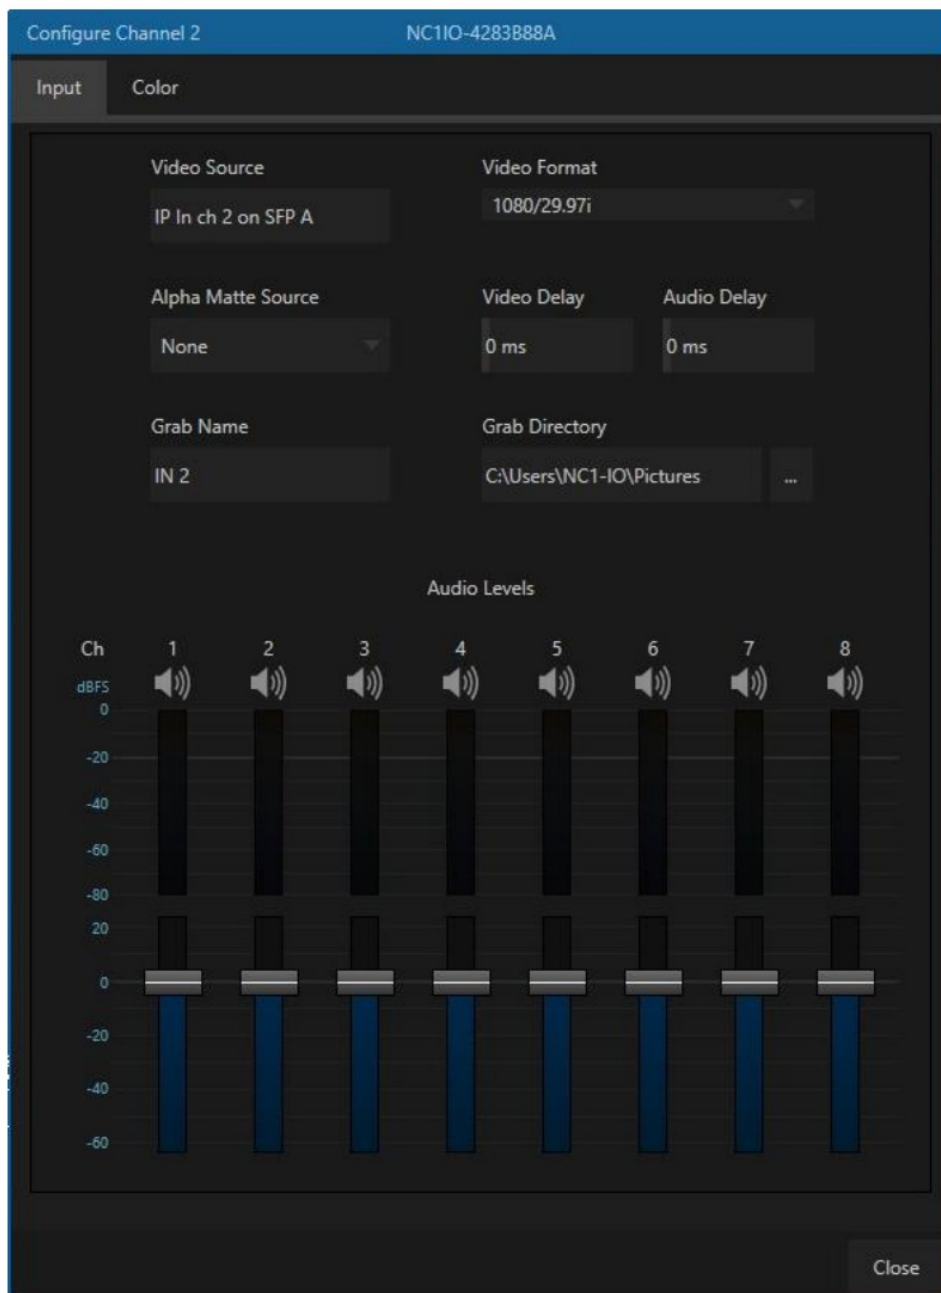 Configure Channel 2 NC1IO-4283B88A
Input Color
Video Source Video Format
IP In ch 2 on SFP A 1080/29.97i
Alpha Matte Source Video Delay Audio Delay
None 0 ms 0 ms
Grab Name Grab Directory
IN 2 C:\Users\NC1-IO\Pictures ...
Audio Levels
Ch 1 2 3 4 5 6 7 8
dBFS
0
-20
-40
-60
-80
20
0
-20
-40
-60
Close